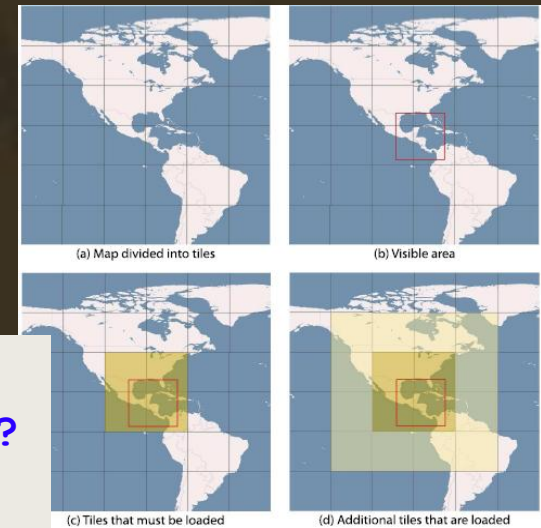 (a) Map divided into tiles
(b) Visible area
?
(c) Tiles that must be loaded
(d) Additional tiles that are loaded